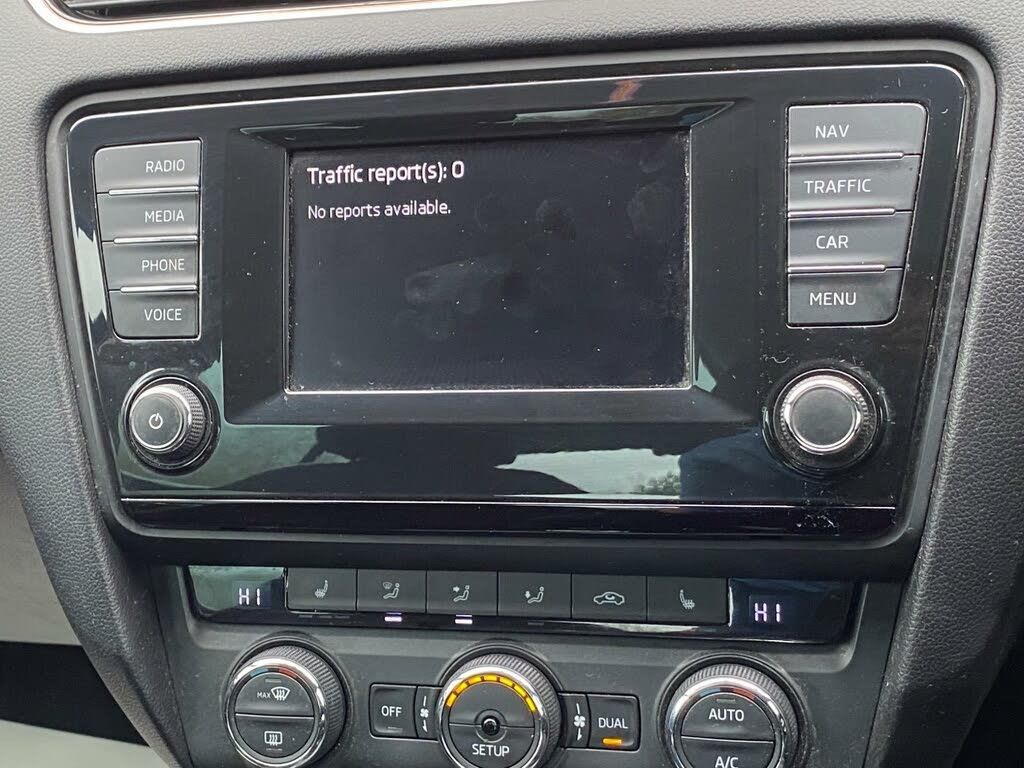 RADIO
MEDIA
PHONE
VOICE
Traffic report(s): 0
No reports available.
NAV
TRAFFIC
CAR
MENU
HI
HI
MAX
OFF
SETUP
DUAL
AUTO
A/C